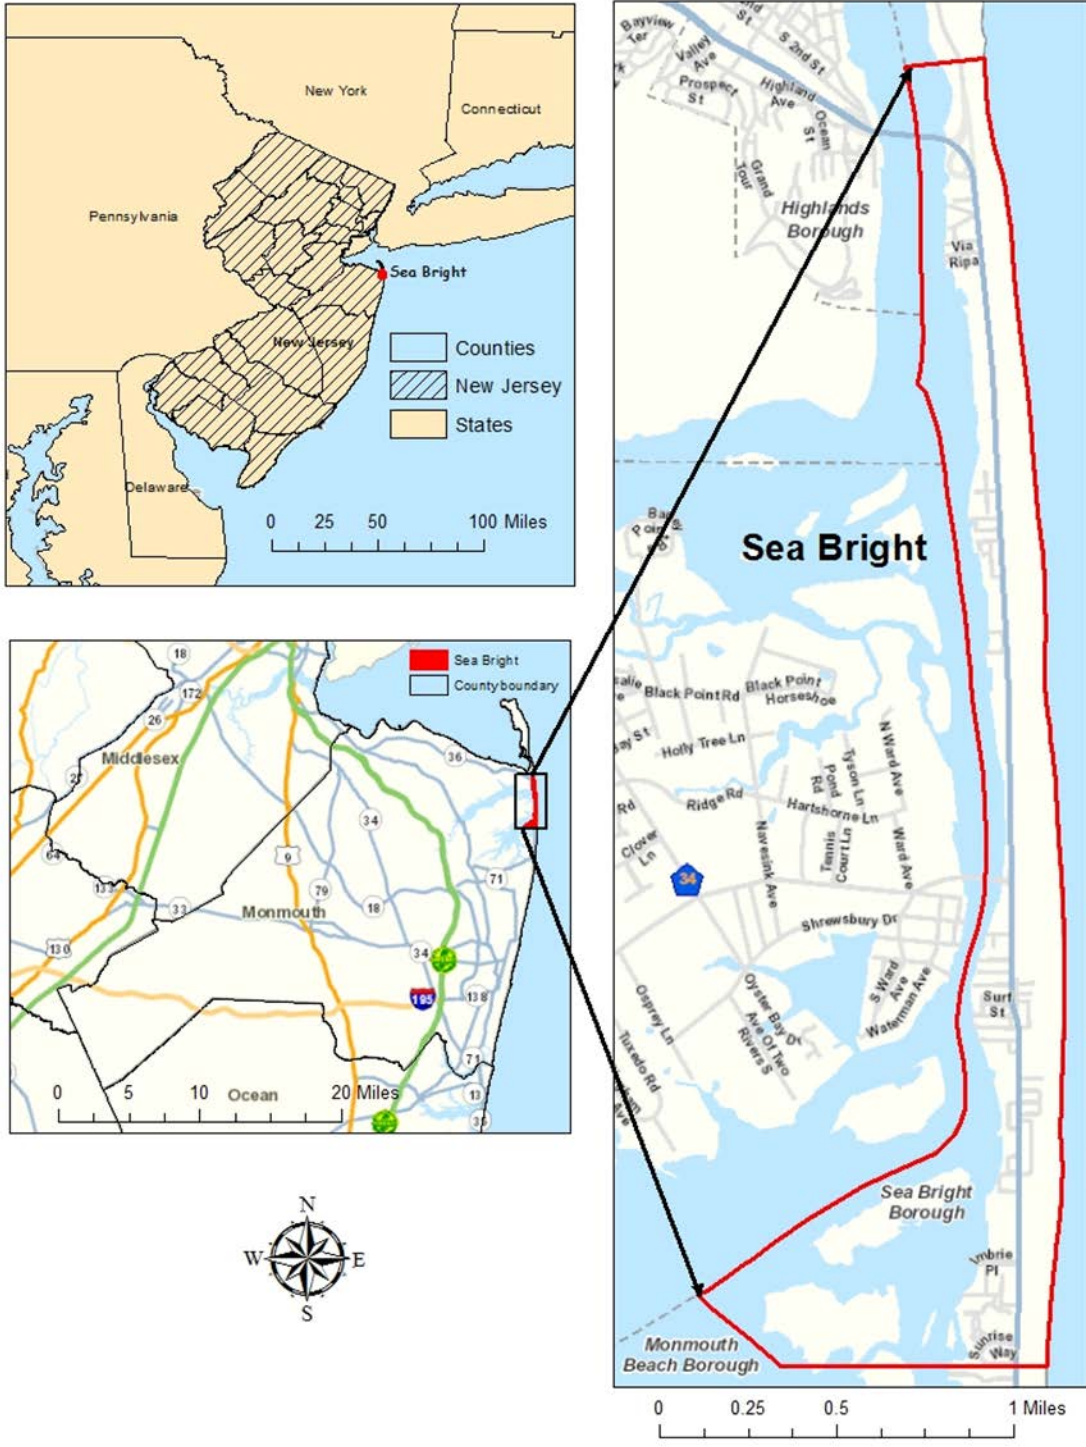 New York
Connecticut
Pennsylvania
Sea Bright
New Jersey
Counties
New Jersey
States
Delaware
0 25 50 100 Miles
Sea Bright
County boundary
18
172
26
Middlesex
36
27
34
64
9
133
79
71
33
18
Monmouth
130
34
195
138
71
13
35
0 5 10 20 Miles
Ocean
N
W E
S
Bayview
Ter
Valley
Ave
S 2nd St
St
Prospect
St
Highland
Ave
Ocean
St
Grand
Tour
Highlands
Borough
Via
Ripa
Sea Bright
Black Point Rd
Black Point
Horseshoe
Holly Tree Ln
N Ward Ave
Tyson Ln
Pond
Rd
Ridge Rd
Hartshorne Ln
Rd
Clover
Ln
Navesink Ave
Tennis
Court Ln
Ward Ave
34
Shrewsbury Dr
S Ward
Ave
Waterman Ave
Surf
St
Osprey Ln
Oyster Bay Dr
Ave Of Two
Rivers S
Tuxedo Rd
Ave
Sea Bright
Borough
Imbrie
Pl
Sunrise
Way
Monmouth
Beach Borough
0 0.25 0.5 1 Miles